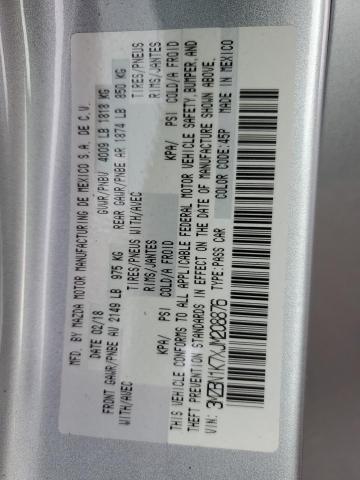 MFD. BY MAZDA MOTOR MANUFACTURING DE MEXICO S.A. DE C.V.
DATE 02/18 GVWR/PNBV 4009 LB 1818 KG
FRONT GAWR/PNBE AV 2149 LB 975 KG REAR GAWR/PNBE AR 1874 LB 850 KG
WITH/AVEC TIRES/PNEUS WITH/AVEC TIRES/PNEUS
RIMS/JANTES RIMS/JANTES
KPA/ PSI COLD/A FROID KPA/ PSI COLD/A FROID
THIS VEHICLE CONFORMS TO ALL APPLICABLE FEDERAL MOTOR VEHICLE SAFETY, BUMPER, AND
THEFT PREVENTION STANDARDS IN EFFECT ON THE DATE OF MANUFACTURE SHOWN ABOVE.
VIN: 3MZBN1K7XJM208876 COLOR CODE:45P MADE IN MEXICO
TYPE:PASS CAR